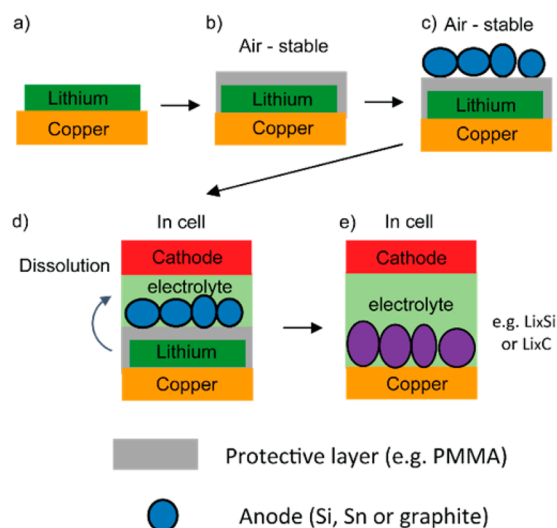 a)
Lithium
Copper
b)
Air - stable
Lithium
Copper
c)
Air - stable
Lithium
Copper
d)
In cell
Dissolution
Cathode
electrolyte
Lithium
Copper
e)
In cell
Cathode
electrolyte
Copper
e.g. LixSi
or LixC
Protective layer (e.g. PMMA)
Anode (Si, Sn or graphite)